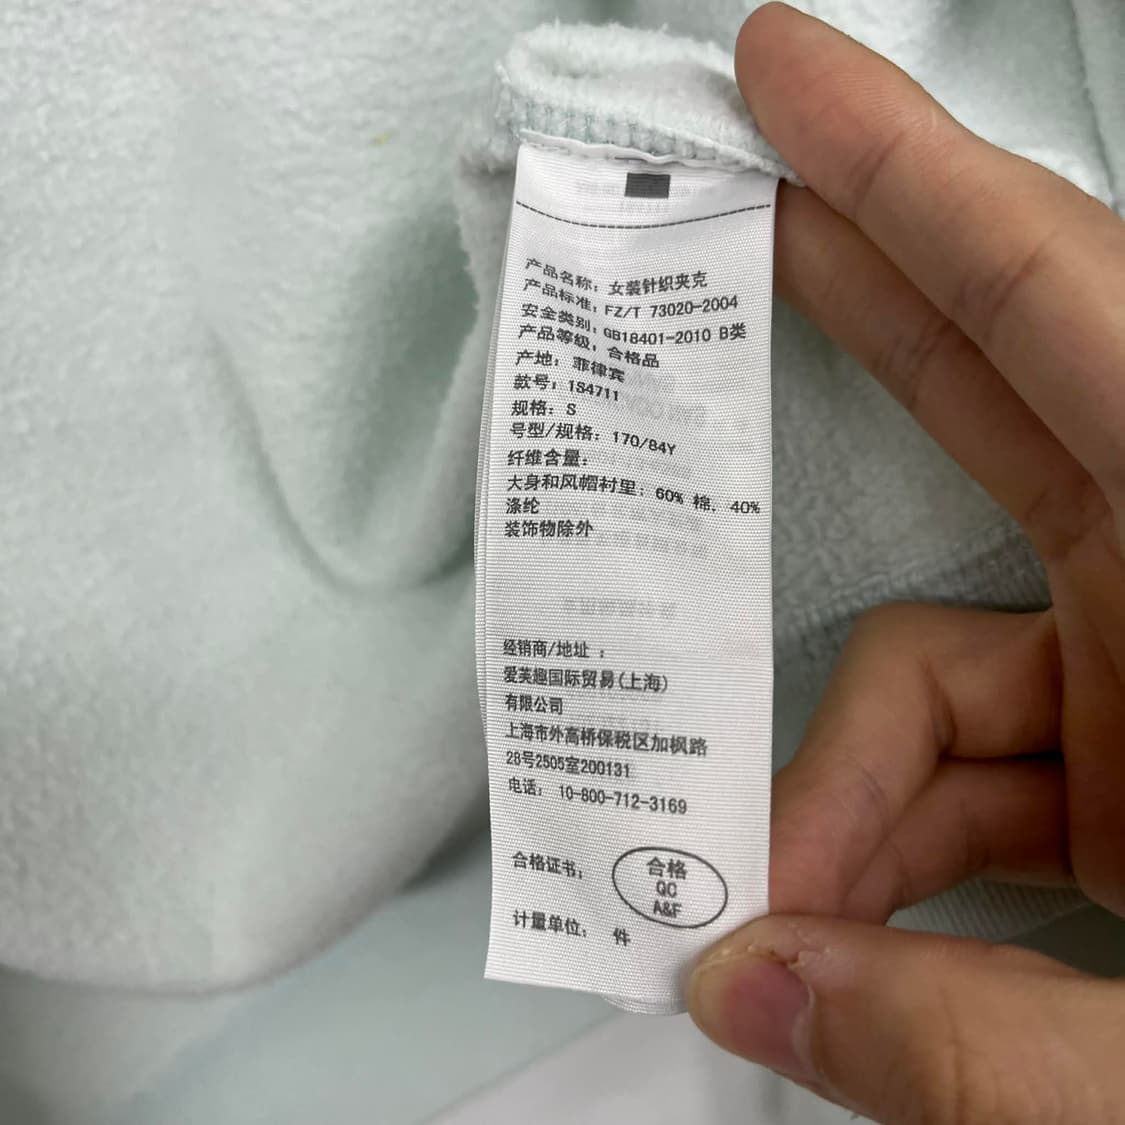 产品名称：女装针织夹克
产品标准：FZ/T 73020-2004
安全类别：GB18401-2010 B类
产品等级：合格品
产地：菲律宾
款号：184711
规格：S
号型/规格：170/84Y
纤维含量：
大身和风帽衬里：60% 棉，40%
涤纶
装饰物除外
经销商/地址 ：
爱芙趣国际贸易(上海)
有限公司
上海市外高桥保税区加枫路
28号2505室200131
电话： 10-800-712-3169
合格证书：
合格
QC
A&F
计量单位： 件